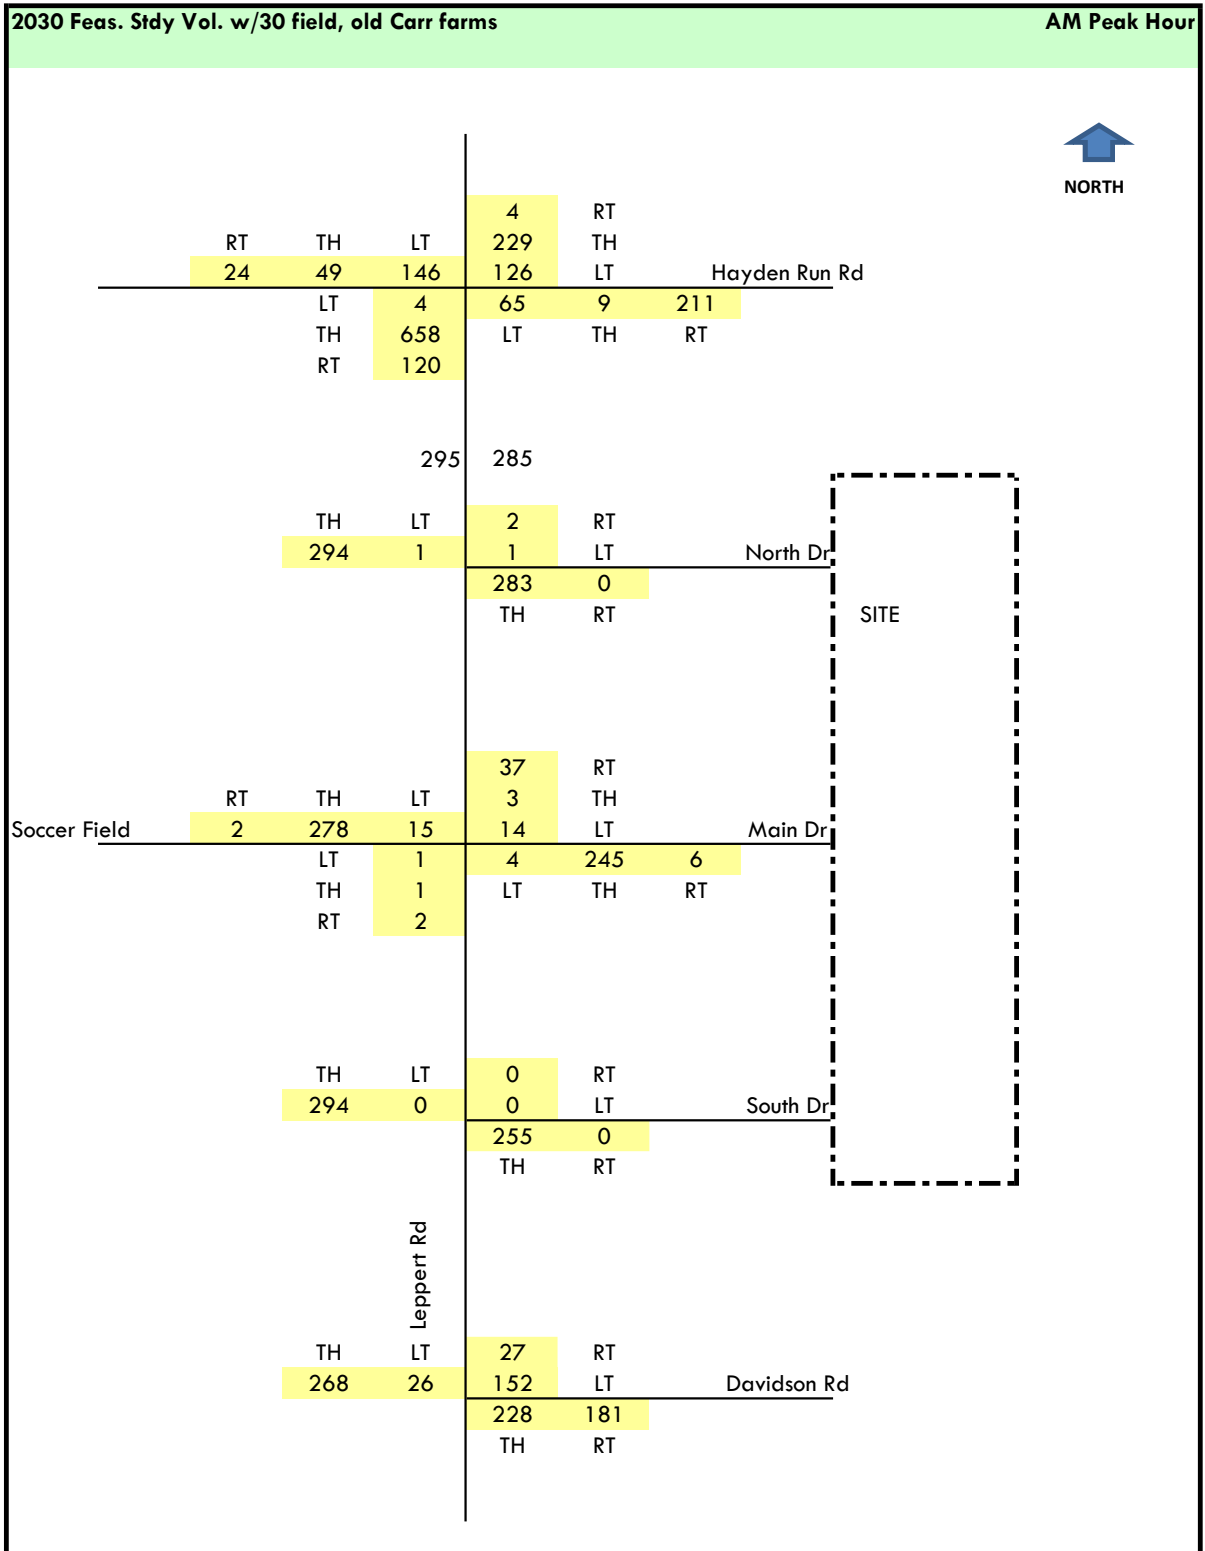 2030 Feas. Stdy Vol. w/30 field, old Carr farms AM Peak Hour
NORTH
4 RT
RT TH LT 229 TH
24 49 146 126 LT Hayden Run Rd
LT 4 65 9 211
TH 658 LT TH RT
RT 120
295 285
TH LT 2 RT
294 1 1 LT North Dr
283 0
TH RT SITE
37 RT
RT TH LT 3 TH
Soccer Field 2 278 15 14 LT Main Dr
LT 1 4 245 6
TH 1 LT TH RT
RT 2
TH LT 0 RT
294 0 0 LT South Dr
255 0
TH RT
Leppert Rd
TH LT 27 RT
268 26 152 LT Davidson Rd
228 181
TH RT